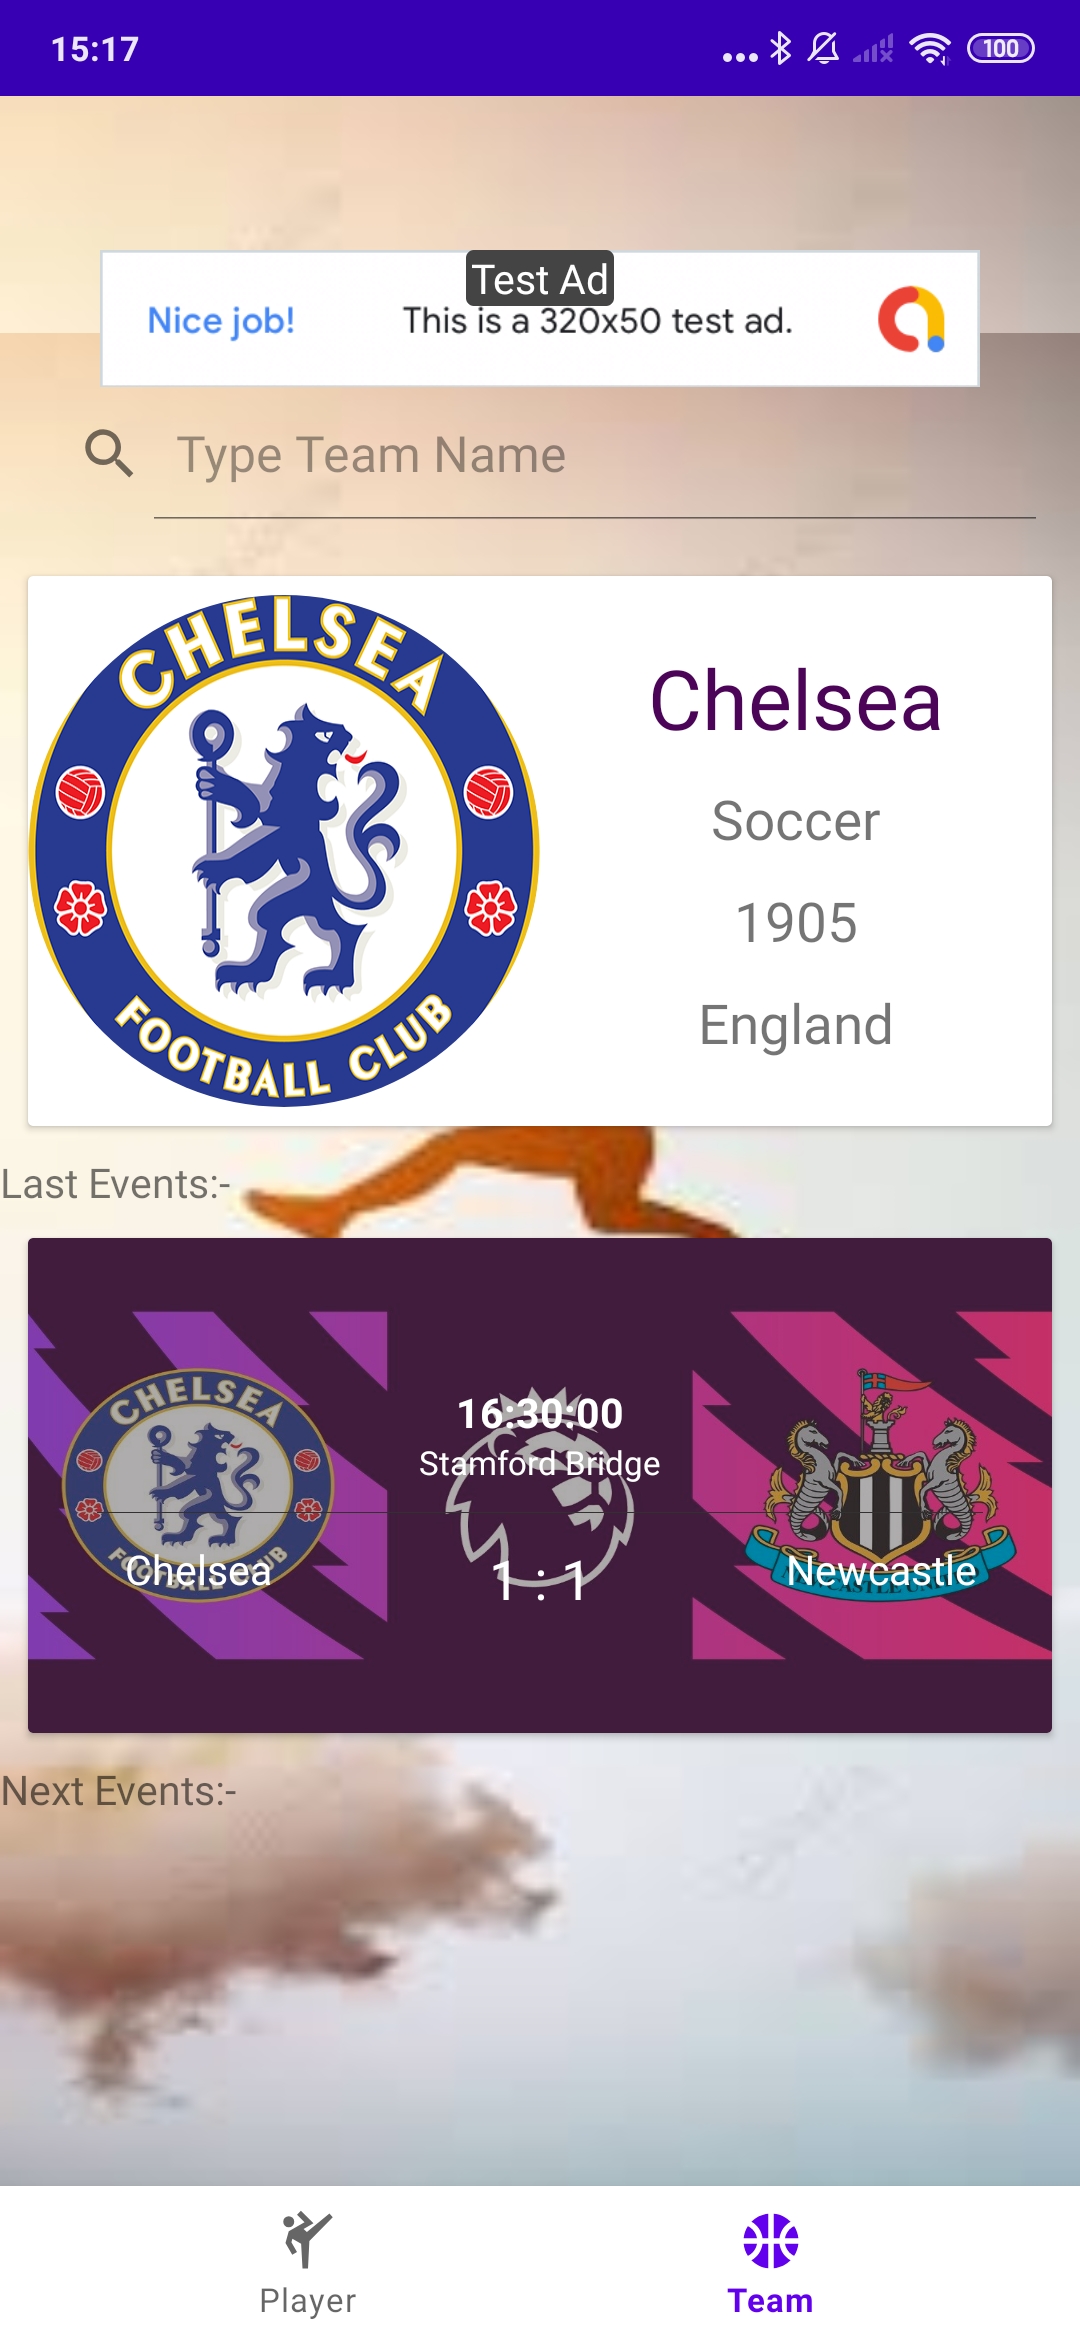 15:17
100
Test Ad
Nice job!
This is a 320x50 test ad.
Type Team Name
CHELSEA
FOOTBALL CLUB
Chelsea
Soccer
1905
England
Last Events:-
CHELSEA
FOOTBALL CLUB
16:30:00
Stamford Bridge
Chelsea
1 : 1
Newcastle
Next Events:-
Player
Team